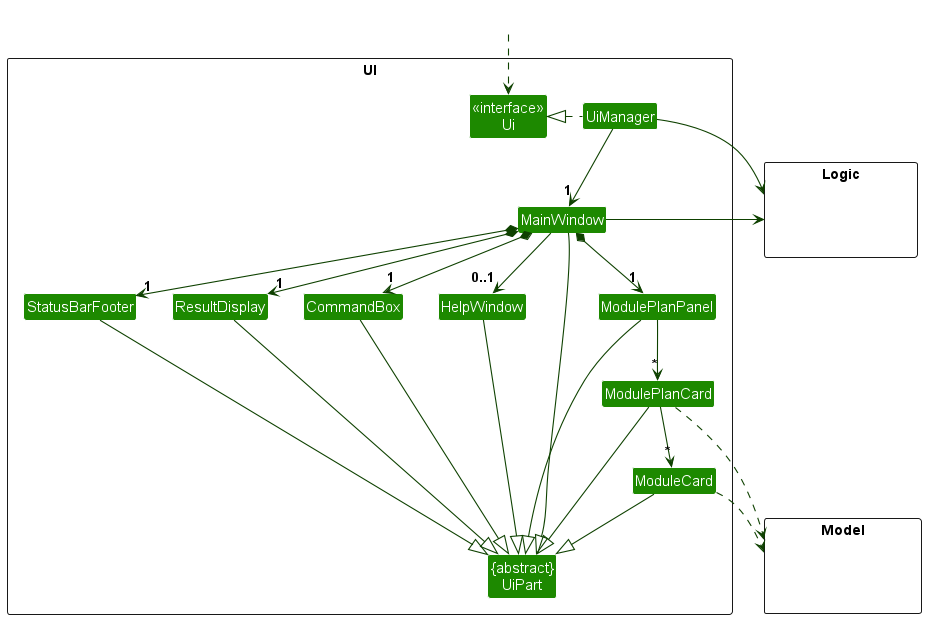 UI
«interface»
Ui
UiManager
Logic
1
MainWindow
1
1
1
0..1
1
StatusBarFooter
ResultDisplay
CommandBox
HelpWindow
ModulePlanPanel
*
ModulePlanCard
*
ModuleCard
Model
{abstract}
UiPart